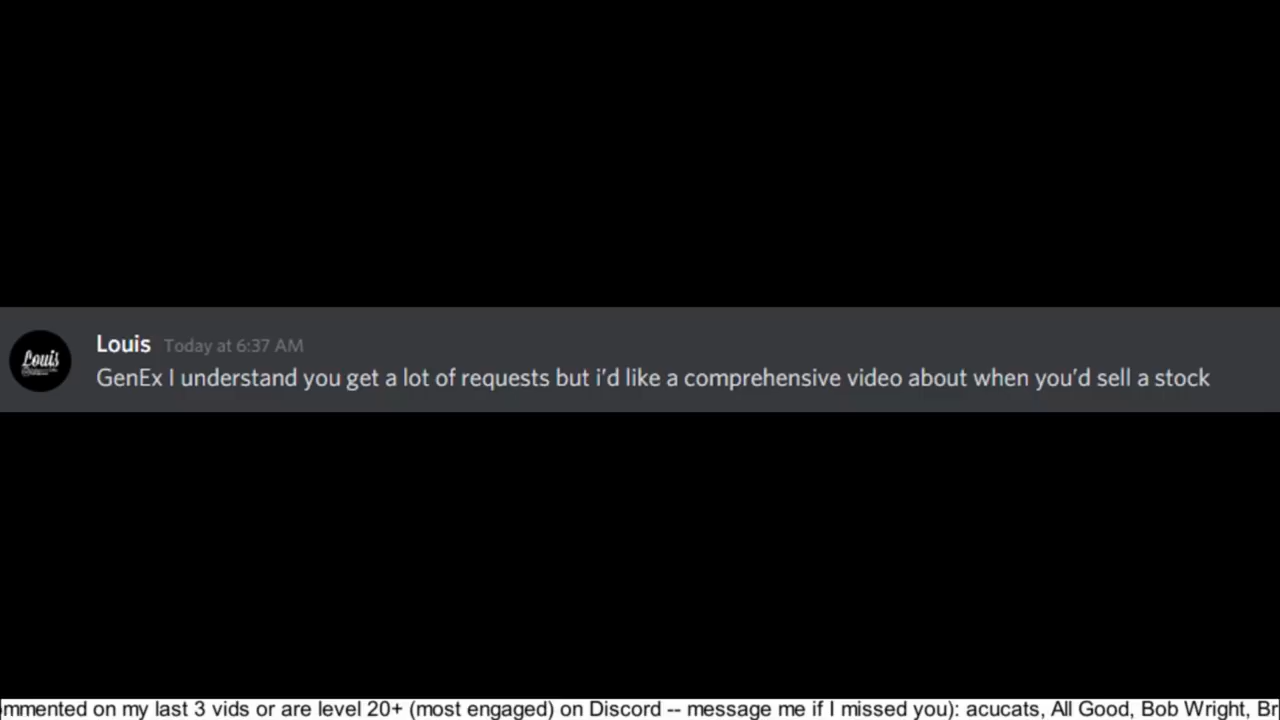 Louis
Louis Today at 6:37 AM
GenEx I understand you get a lot of requests but i'd like a comprehensive video about when you'd sell a stock
mmented on my last 3 vids or are level 20+ (most engaged) on Discord -- message me if I missed you): acucats, All Good, Bob Wright, Br